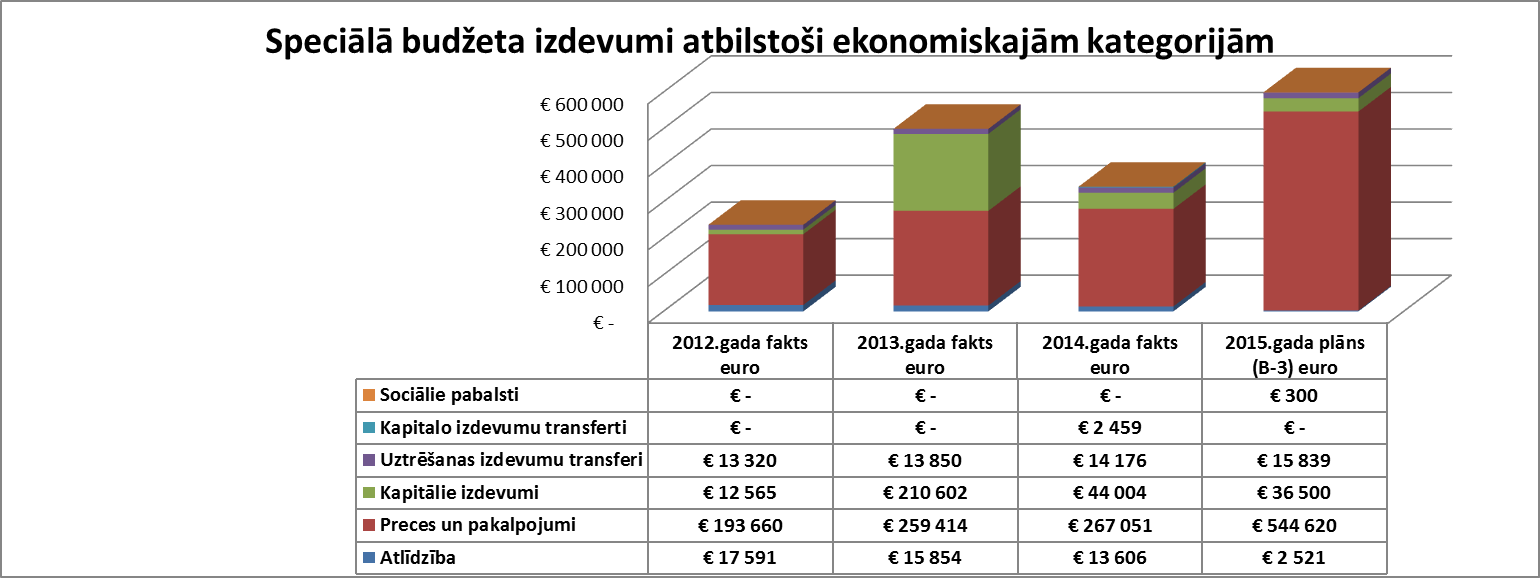 Speciālā budžeta izdevumi atbilstoši ekonomiskajām kategorijām
€ 600 000
€ 500 000
€ 400 000
€ 300 000
€ 200 000
€ 100 000
€ -
2012.gada fakts euro 2013.gada fakts euro 2014.gada fakts euro 2015.gada plāns (B-3) euro
Sociālie pabalsti € - € - € - € 300
Kapitalo izdevumu transferti € - € - € 2 459 € -
Uztrēšanas izdevumu transferi € 13 320 € 13 850 € 14 176 € 15 839
Kapitālie izdevumi € 12 565 € 210 602 € 44 004 € 36 500
Preces un pakalpojumi € 193 660 € 259 414 € 267 051 € 544 620
Atlīdzība € 17 591 € 15 854 € 13 606 € 2 521